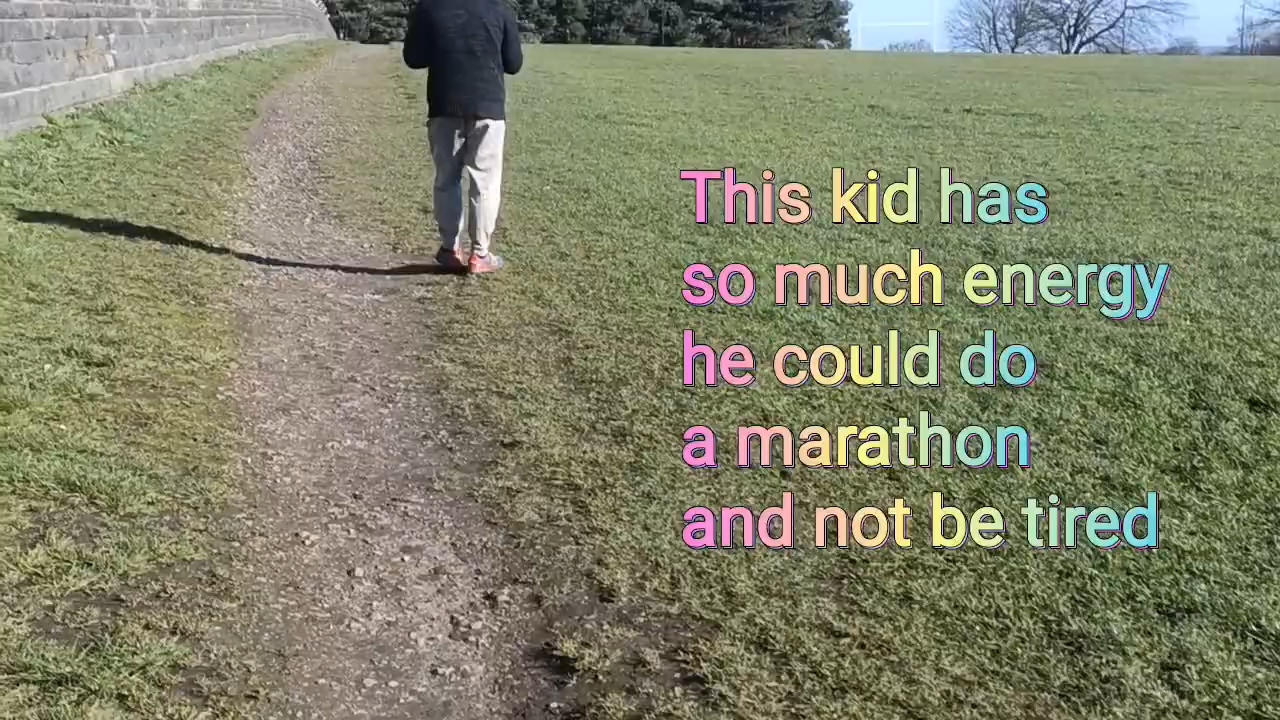 This kid has
so much energy
he could do
a marathon
and not be tired